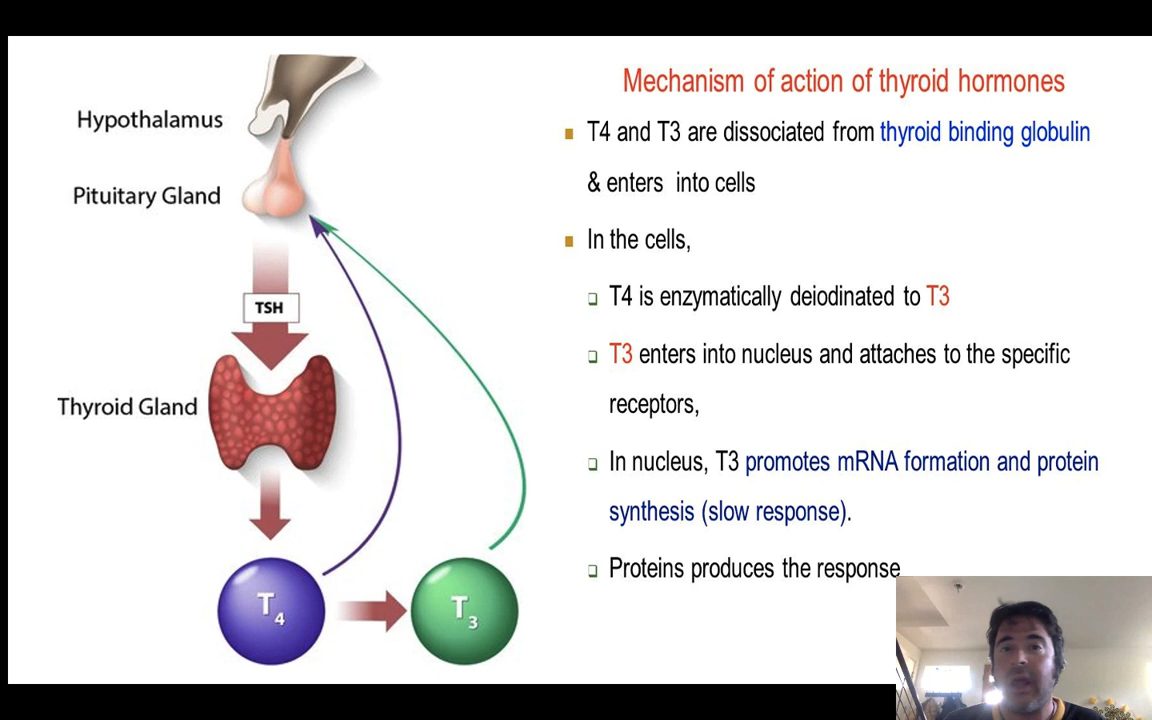 Mechanism of action of thyroid hormones
T4 and T3 are dissociated from thyroid binding globulin
& enters into cells
In the cells,
T4 is enzymatically deiodinated to T3
T3 enters into nucleus and attaches to the specific
receptors,
In nucleus, T3 promotes mRNA formation and protein
synthesis (slow response).
Proteins produces the response
Hypothalamus
Pituitary Gland
TSH
Thyroid Gland
T4
T3